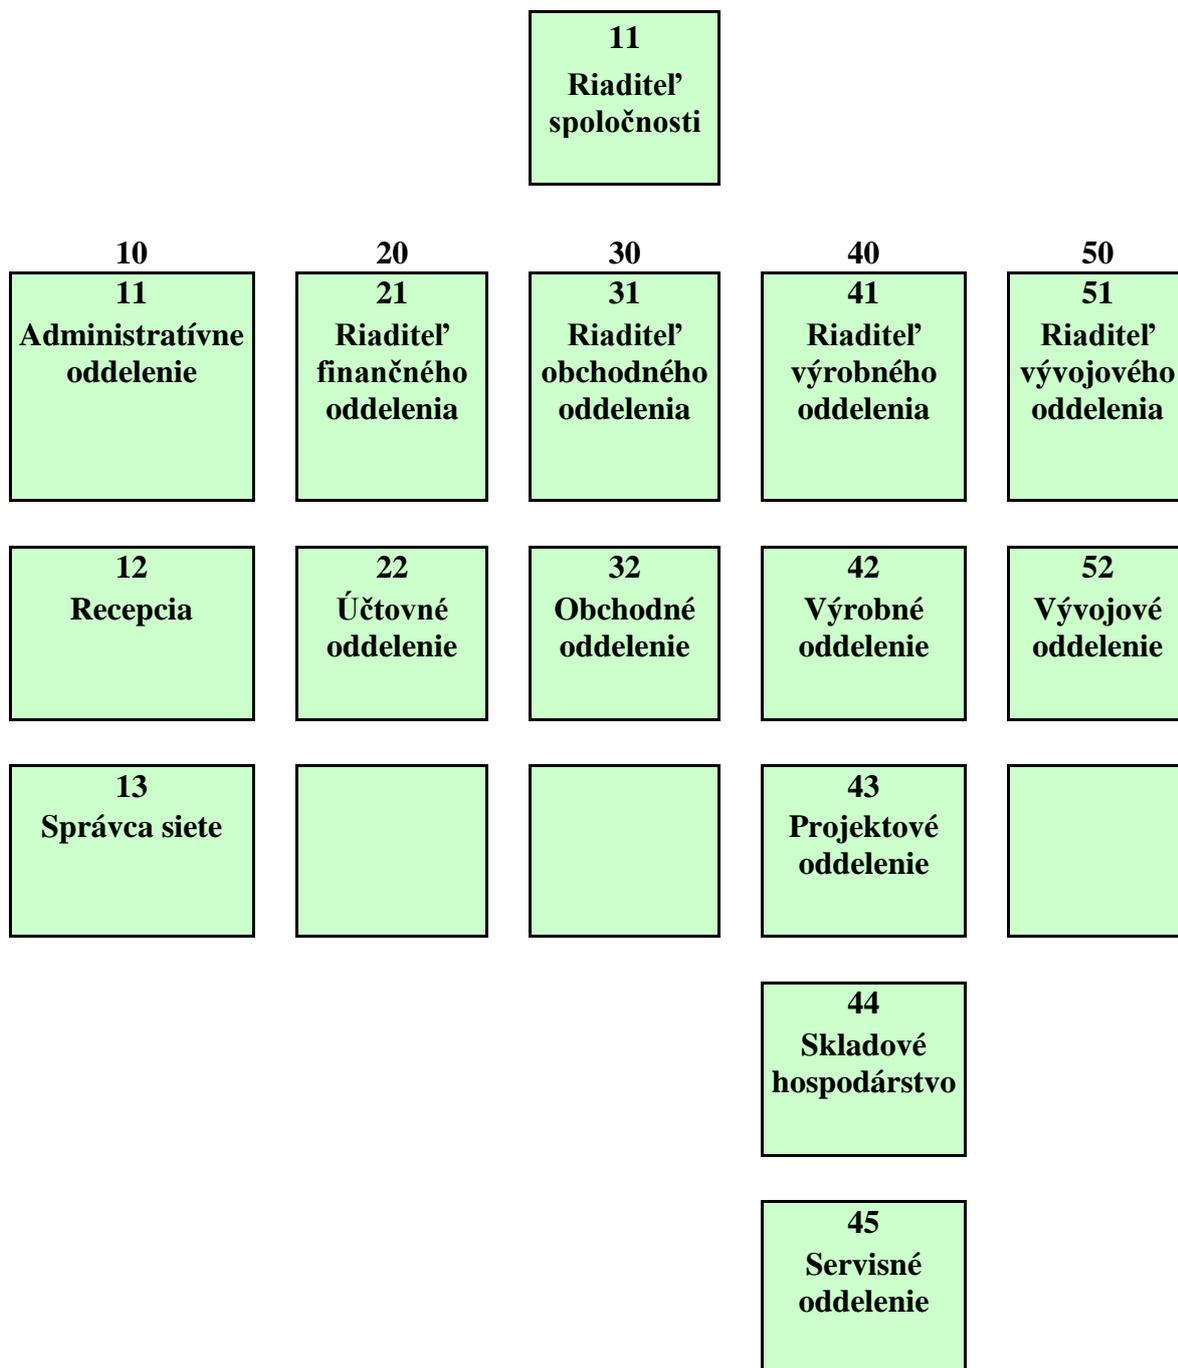 11
Riaditeľ
spoločnosti
10 20 30 40 50
11
Administratívne
oddelenie
21
Riaditeľ
finančného
oddelenia
31
Riaditeľ
obchodného
oddelenia
41
Riaditeľ
výrobného
oddelenia
51
Riaditeľ
vývojového
oddelenia
12
Recepcia
22
Účtovné
oddelenie
32
Obchodné
oddelenie
42
Výrobné
oddelenie
52
Vývojové
oddelenie
13
Správca siete
43
Projektové
oddelenie
44
Skladové
hospodárstvo
45
Servisné
oddelenie